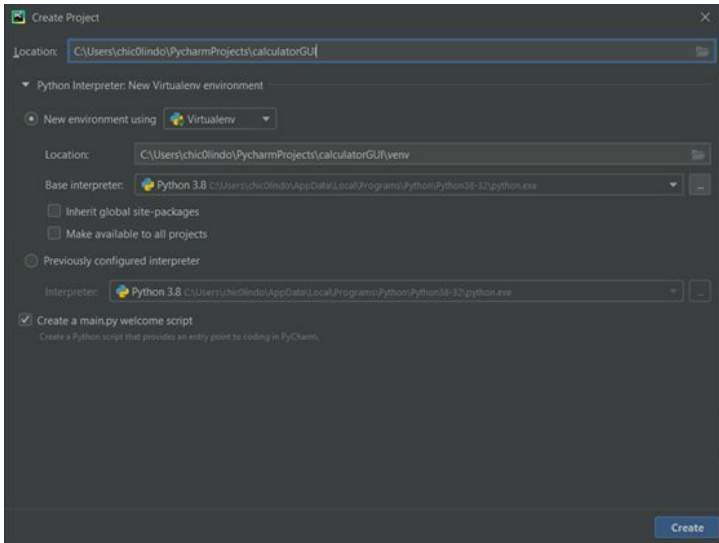 Create Project
Location: C:\Users\chic0lindo\PycharmProjects\calculatorGUI
Python Interpreter: New Virtualenv environment
New environment using Virtualenv
Location: C:\Users\chic0lindo\PycharmProjects\calculatorGUI\venv
Base interpreter: Python 3.8 C:\Users\chic0lindo\AppData\Local\Programs\Python\Python38-32\python.exe ...
Inherit global site-packages
Make available to all projects
Previously configured interpreter
Interpreter: Python 3.8 C:\Users\chic0lindo\AppData\Local\Programs\Python\Python38-32\python.exe ...
Create a main.py welcome script
Create a Python script that provides an entry point to coding in PyCharm.
Create